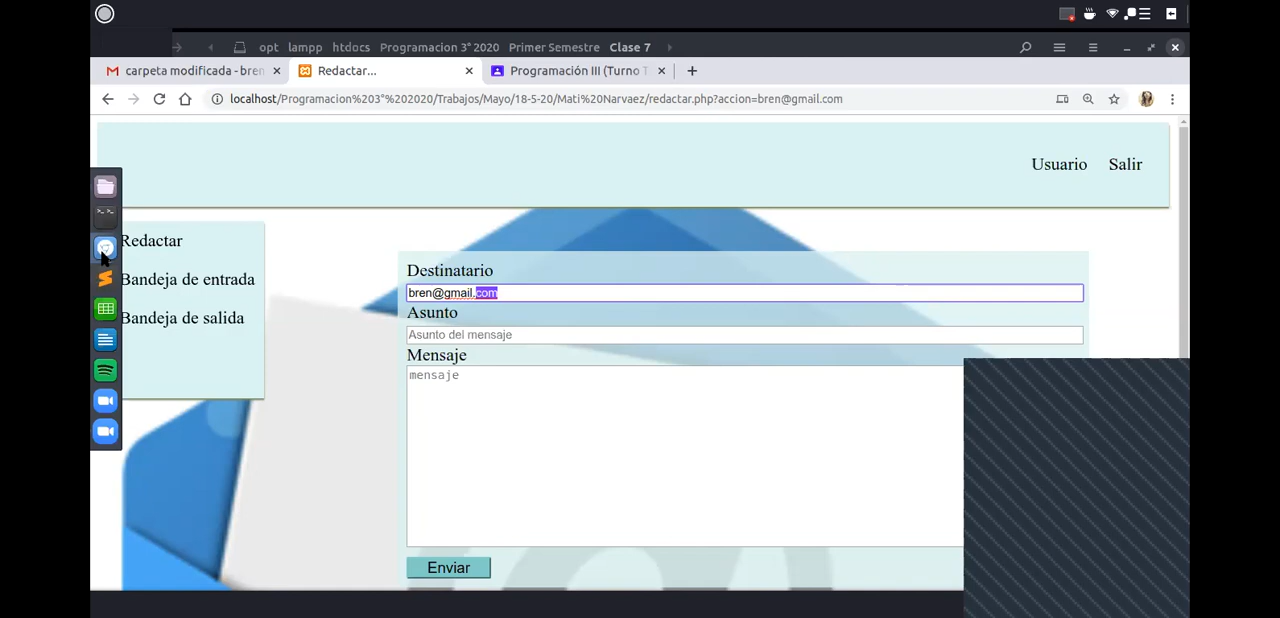 opt lampp htdocs Programacion 3° 2020 Primer Semestre Clase 7
carpeta modificada - bren
Redactar...
Programación III (Turno T
localhost/Programacion%203°%202020/Trabajos/Mayo/18-5-20/Mati%20Narvaez/redactar.php?accion=bren@gmail.com
Usuario Salir
Redactar
Bandeja de entrada
Bandeja de salida
Destinatario
bren@gmail.com
Asunto
Asunto del mensaje
Mensaje
mensaje
Enviar